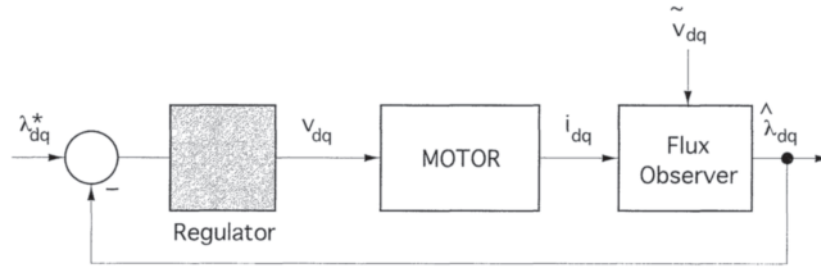 ṽdq
λ*dq
vdq
MOTOR
idq
Flux
Observer
λ̂dq
−
Regulator